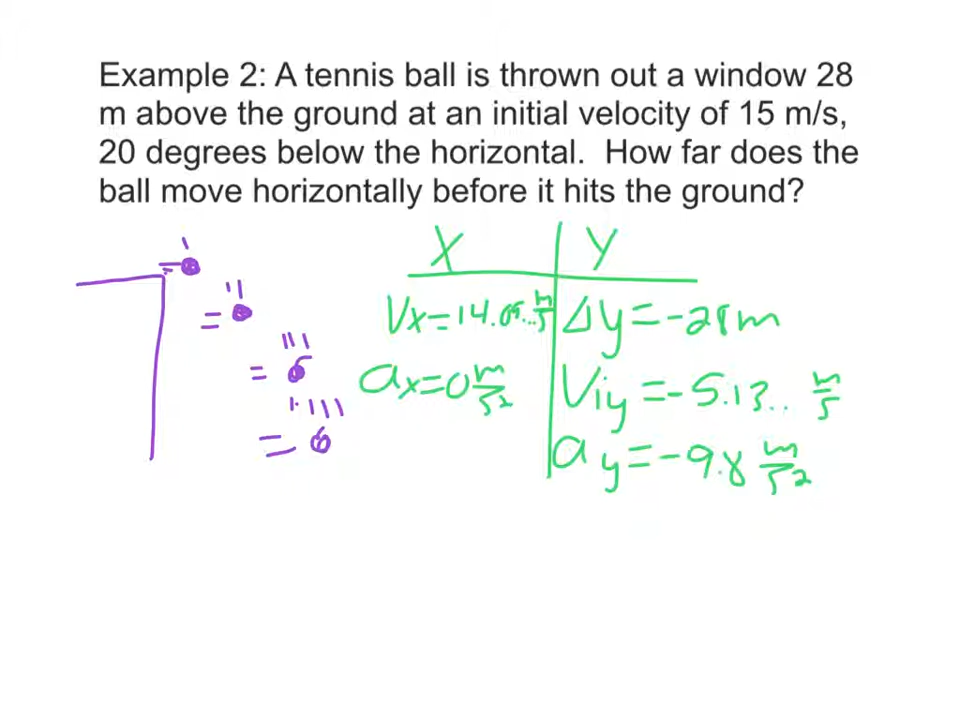 Example 2: A tennis ball is thrown out a window 28
m above the ground at an initial velocity of 15 m/s,
20 degrees below the horizontal. How far does the
ball move horizontally before it hits the ground?
X Y
Vx=14.09... m/s Δy=-28m
ax=0 m/s² Viy=-5.13.. m/s
ay=-9.8 m/s²